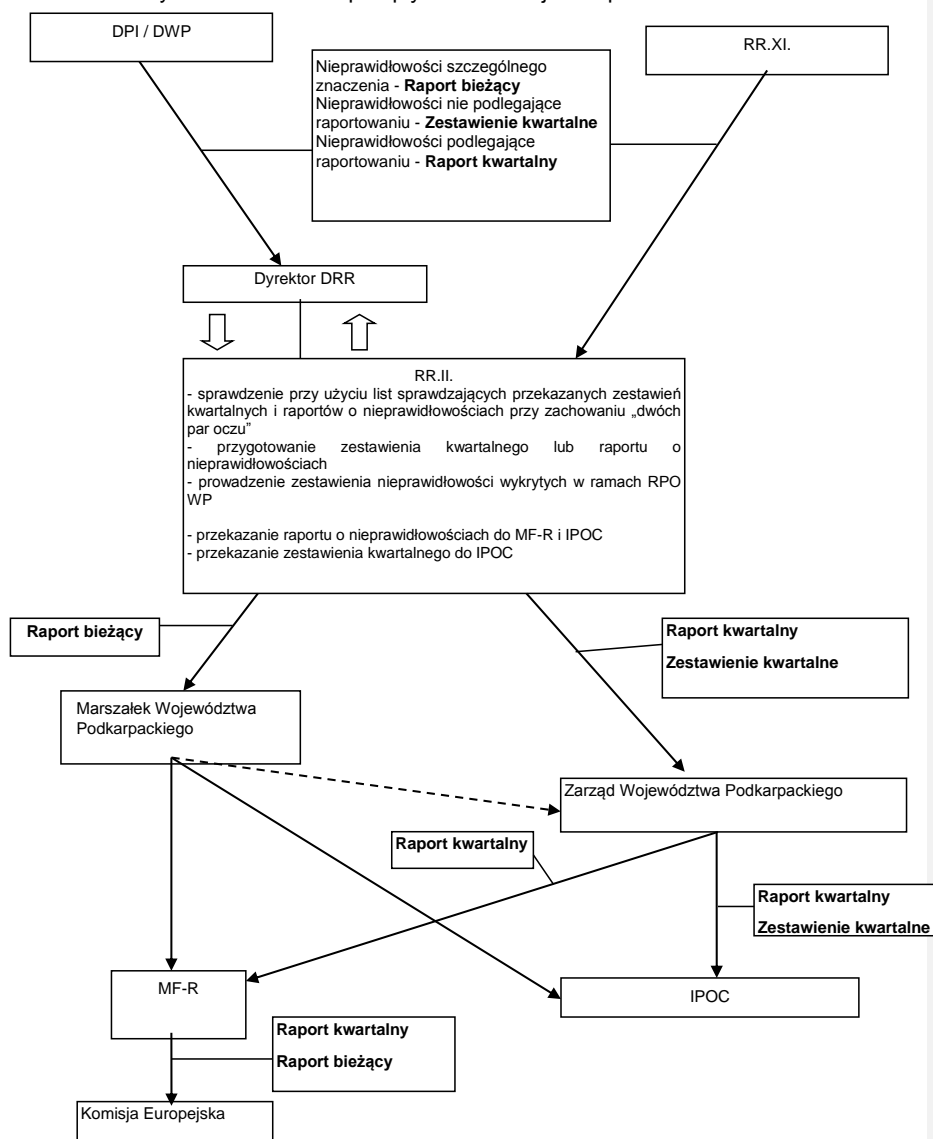 DPI / DWP
RR.XI.
Nieprawidłowości szczególnego
znaczenia - Raport bieżący
Nieprawidłowości nie podlegające
raportowaniu - Zestawienie kwartalne
Nieprawidłowości podlegające
raportowaniu - Raport kwartalny
Dyrektor DRR
RR.II.
- sprawdzenie przy użyciu list sprawdzających przekazanych zestawień
kwartalnych i raportów o nieprawidłowościach przy zachowaniu „dwóch
par oczu”
- przygotowanie zestawienia kwartalnego lub raportu o
nieprawidłowościach
- prowadzenie zestawienia nieprawidłowości wykrytych w ramach RPO
WP
- przekazanie raportu o nieprawidłowościach do MF-R i IPOC
- przekazanie zestawienia kwartalnego do IPOC
Raport bieżący
Raport kwartalny
Zestawienie kwartalne
Marszałek Województwa
Podkarpackiego
Zarząd Województwa Podkarpackiego
Raport kwartalny
Raport kwartalny
Zestawienie kwartalne
MF-R
IPOC
Raport kwartalny
Raport bieżący
Komisja Europejska